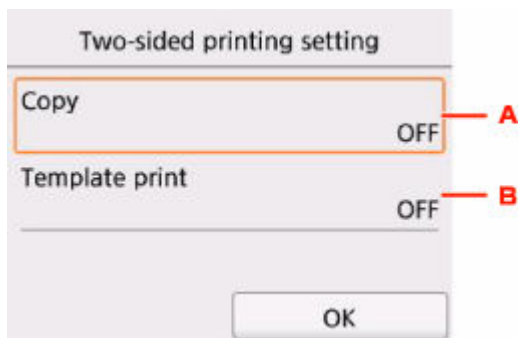 Two-sided printing setting
Copy
OFF
A
Template print
OFF
B
OK